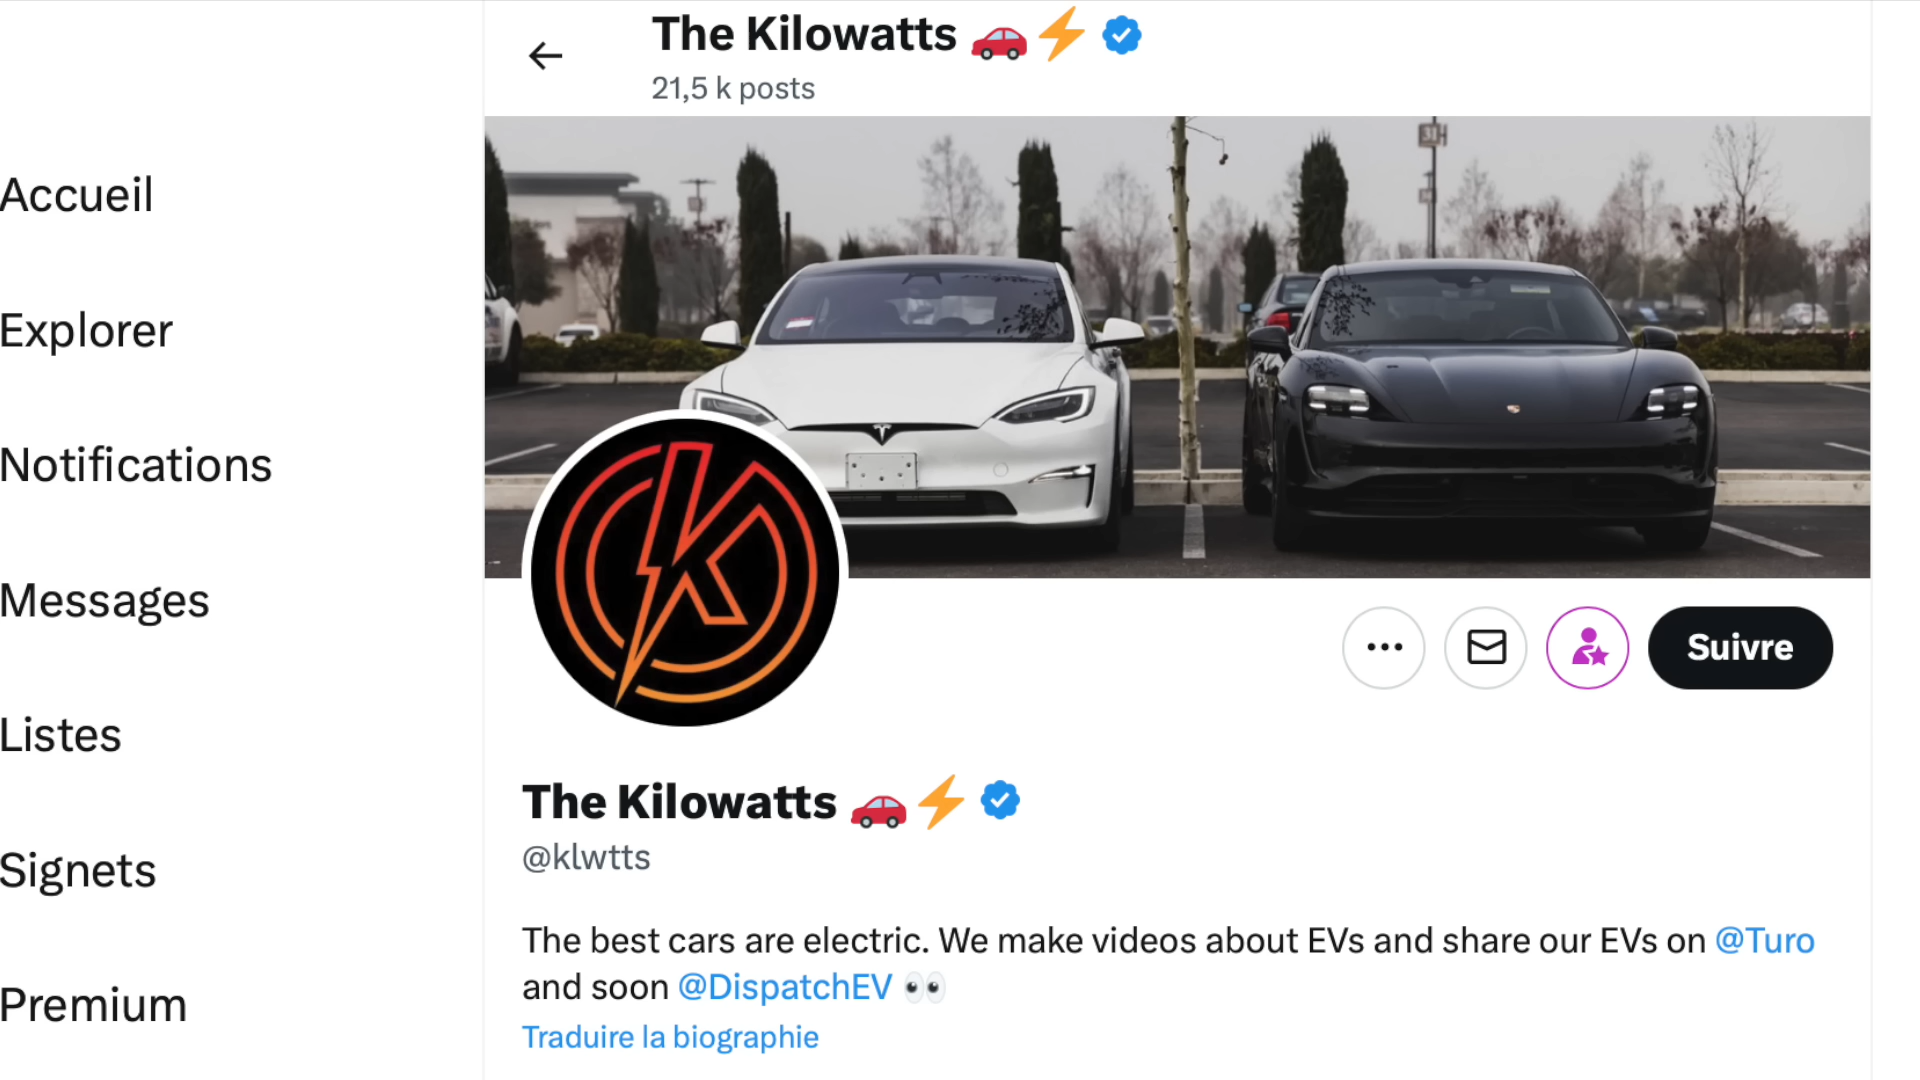 The Kilowatts 🚗⚡
21,5 k posts
Accueil
Explorer
Notifications
Messages
Listes
Signets
Premium
Suivre
The Kilowatts 🚗⚡
@klwtts
The best cars are electric. We make videos about EVs and share our EVs on @Turo
and soon @DispatchEV 👀
Traduire la biographie